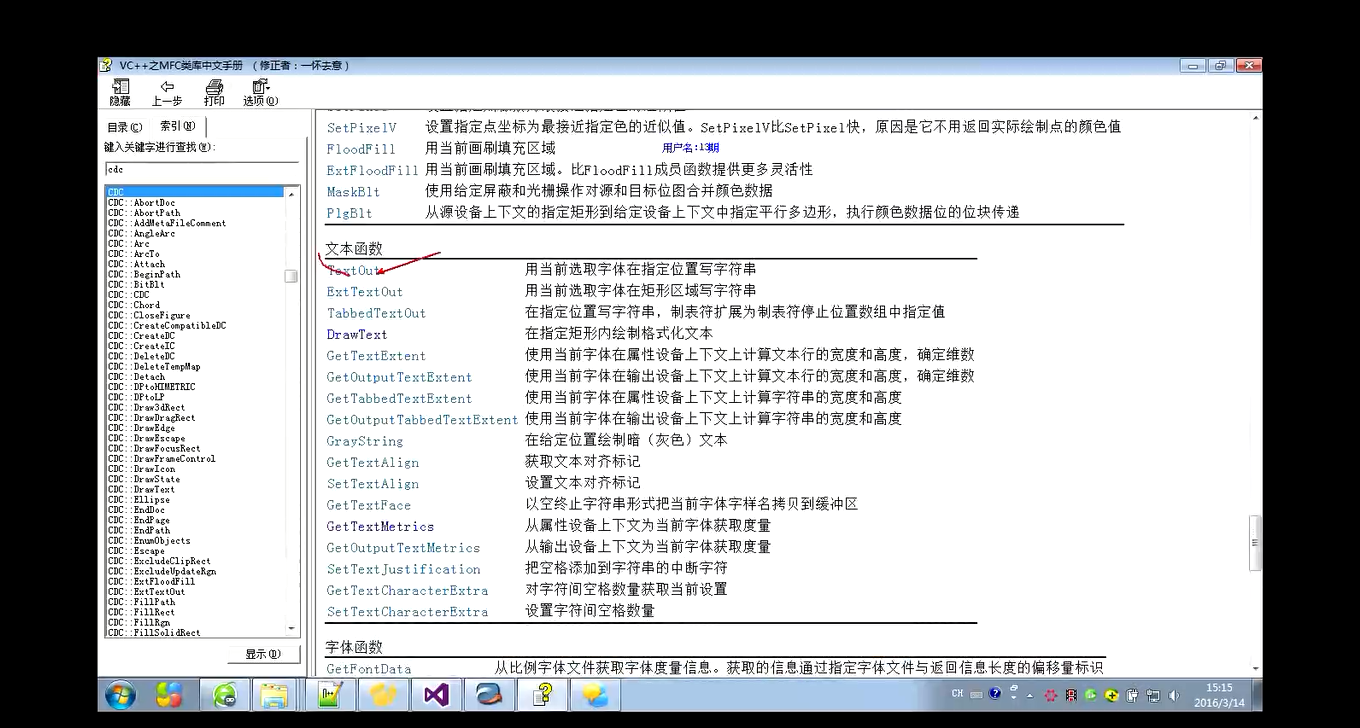 VC++之MFC类库中文手册 （修正者：一怀去意）
隐藏 上一步 打印 选项(O)
目录(C) 索引(N)
键入关键字进行查找(W):
cdc
CDC
CDC::AbortDoc
CDC::AbortPath
CDC::AddMetaFileComment
CDC::AngleArc
CDC::Arc
CDC::ArcTo
CDC::Attach
CDC::BeginPath
CDC::BitBlt
CDC::CDC
CDC::Chord
CDC::CloseFigure
CDC::CreateCompatibleDC
CDC::CreateDC
CDC::CreateIC
CDC::DeleteDC
CDC::DeleteTempMap
CDC::Detach
CDC::DPtoHIMETRIC
CDC::DPtoLP
CDC::Draw3dRect
CDC::DrawDragRect
CDC::DrawEdge
CDC::DrawEscape
CDC::DrawFocusRect
CDC::DrawFrameControl
CDC::DrawIcon
CDC::DrawState
CDC::DrawText
CDC::Ellipse
CDC::EndDoc
CDC::EndPage
CDC::EndPath
CDC::EnumObjects
CDC::Escape
CDC::ExcludeClipRect
CDC::ExcludeUpdateRgn
CDC::ExtFloodFill
CDC::ExtTextOut
CDC::FillPath
CDC::FillRect
CDC::FillRgn
CDC::FillSolidRect
显示(D)
SetPixelV 设置指定点坐标为最接近指定色的近似值。SetPixelV比SetPixel快，原因是它不用返回实际绘制点的颜色值
FloodFill 用当前画刷填充区域 用户名:13期
ExtFloodFill 用当前画刷填充区域。比FloodFill成员函数提供更多灵活性
MaskBlt 使用给定屏蔽和光栅操作对源和目标位图合并颜色数据
PlgBlt 从源设备上下文的指定矩形到给定设备上下文中指定平行多边形，执行颜色数据位的位块传递
文本函数
TextOut 用当前选取字体在指定位置写字符串
ExtTextOut 用当前选取字体在矩形区域写字符串
TabbedTextOut 在指定位置写字符串，制表符扩展为制表符停止位置数组中指定值
DrawText 在指定矩形内绘制格式化文本
GetTextExtent 使用当前字体在属性设备上下文上计算文本行的宽度和高度，确定维数
GetOutputTextExtent 使用当前字体在输出设备上下文上计算文本行的宽度和高度，确定维数
GetTabbedTextExtent 使用当前字体在属性设备上下文上计算字符串的宽度和高度
GetOutputTabbedTextExtent 使用当前字体在输出设备上下文上计算字符串的宽度和高度
GrayString 在给定位置绘制暗（灰色）文本
GetTextAlign 获取文本对齐标记
SetTextAlign 设置文本对齐标记
GetTextFace 以空终止字符串形式把当前字体字样名拷贝到缓冲区
GetTextMetrics 从属性设备上下文为当前字体获取度量
GetOutputTextMetrics 从输出设备上下文为当前字体获取度量
SetTextJustification 把空格添加到字符串的中断字符
GetTextCharacterExtra 对字符间空格数量获取当前设置
SetTextCharacterExtra 设置字符间空格数量
字体函数
GetFontData 从比例字体文件获取字体度量信息。获取的信息通过指定字体文件与返回信息长度的偏移量标识
CH 15:15
2016/3/14